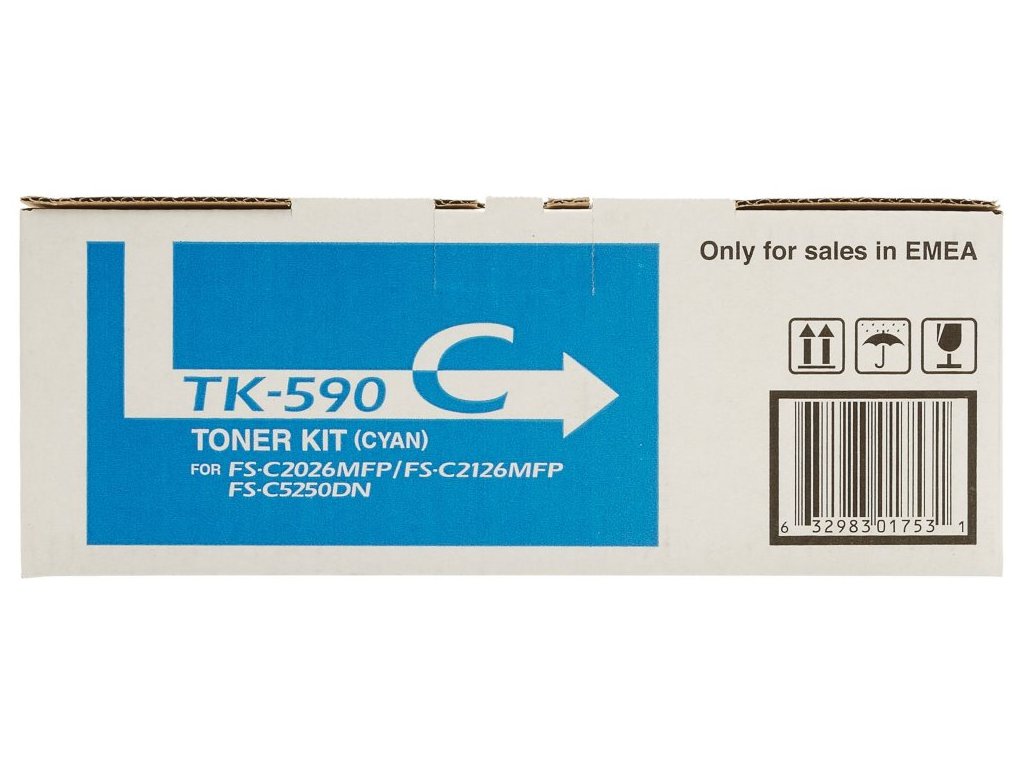 Only for sales in EMEA
C
TK-590
TONER KIT (CYAN)
FOR FS-C2026MFP/FS-C2126MFP
FS-C5250DN
6 32983 01753 1